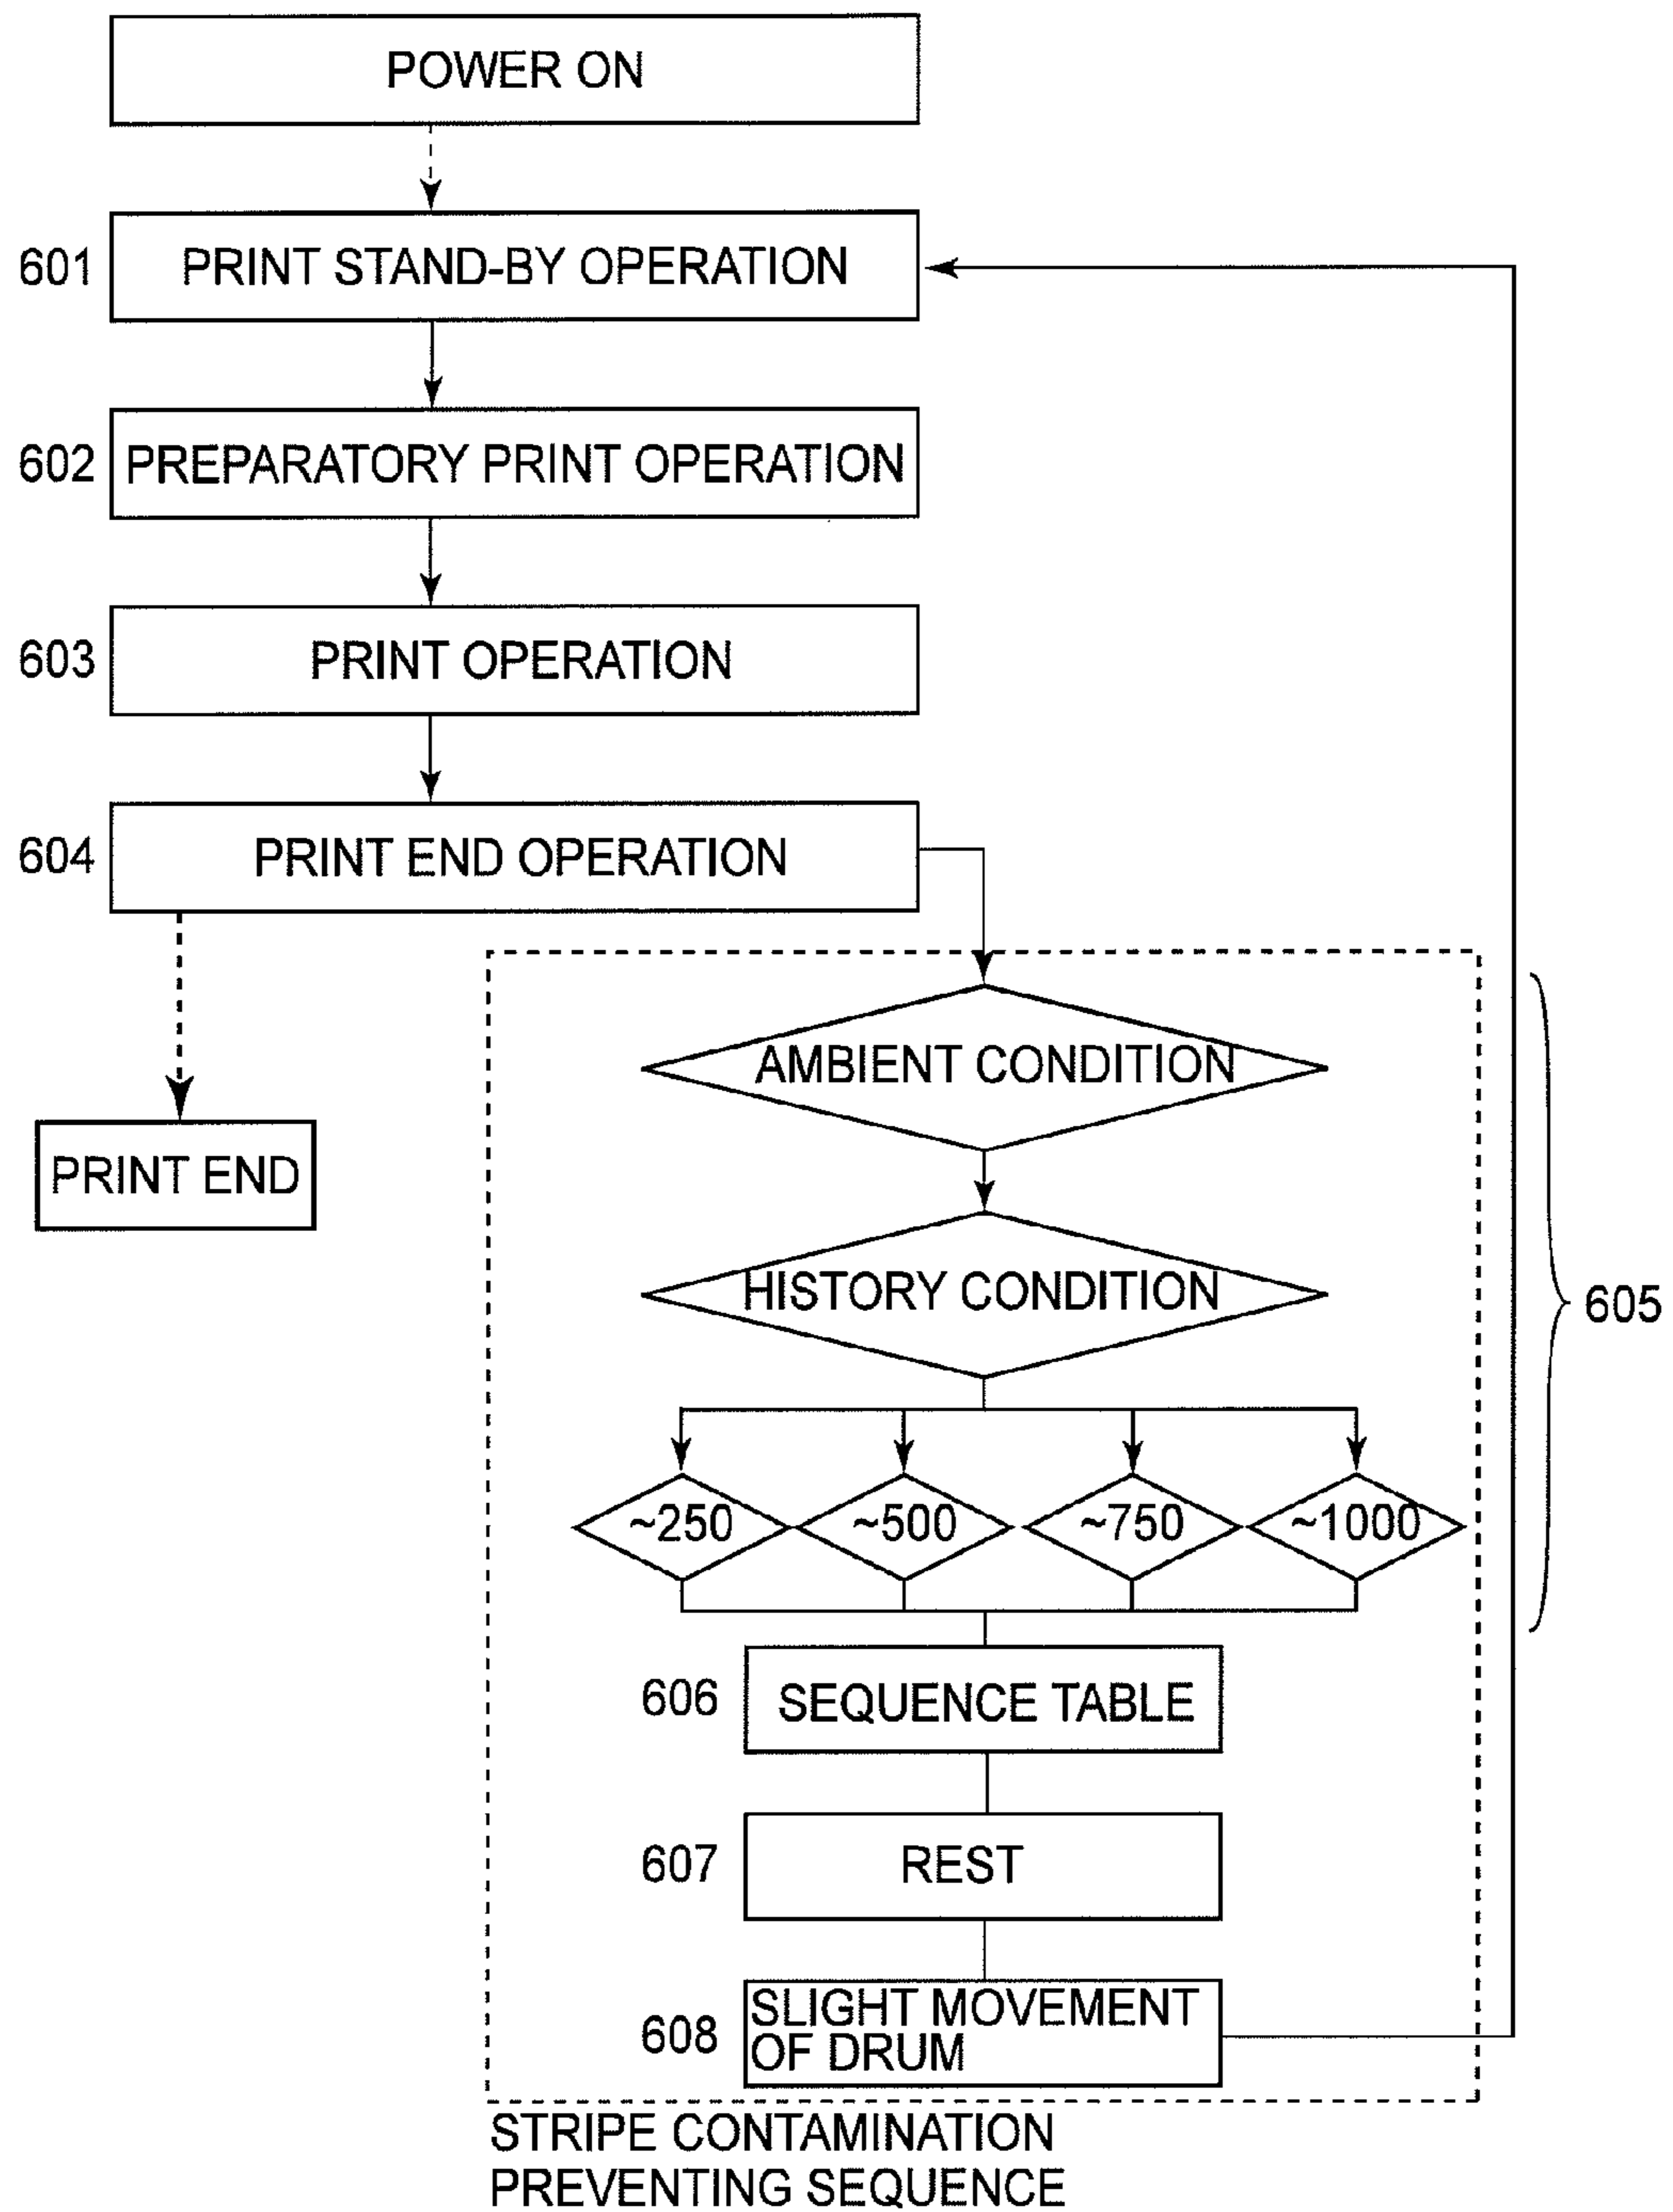 POWER ON
601 PRINT STAND-BY OPERATION
602 PREPARATORY PRINT OPERATION
603 PRINT OPERATION
604 PRINT END OPERATION
PRINT END
AMBIENT CONDITION
HISTORY CONDITION
605
~250 ~500 ~750 ~1000
606 SEQUENCE TABLE
607 REST
608 SLIGHT MOVEMENT
OF DRUM
STRIPE CONTAMINATION
PREVENTING SEQUENCE